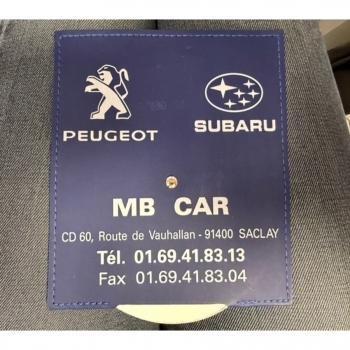 PEUGEOT SUBARU
MB CAR
CD 60, Route de Vauhallan - 91400 SACLAY
Tél. 01.69.41.83.13
Fax 01.69.41.83.04